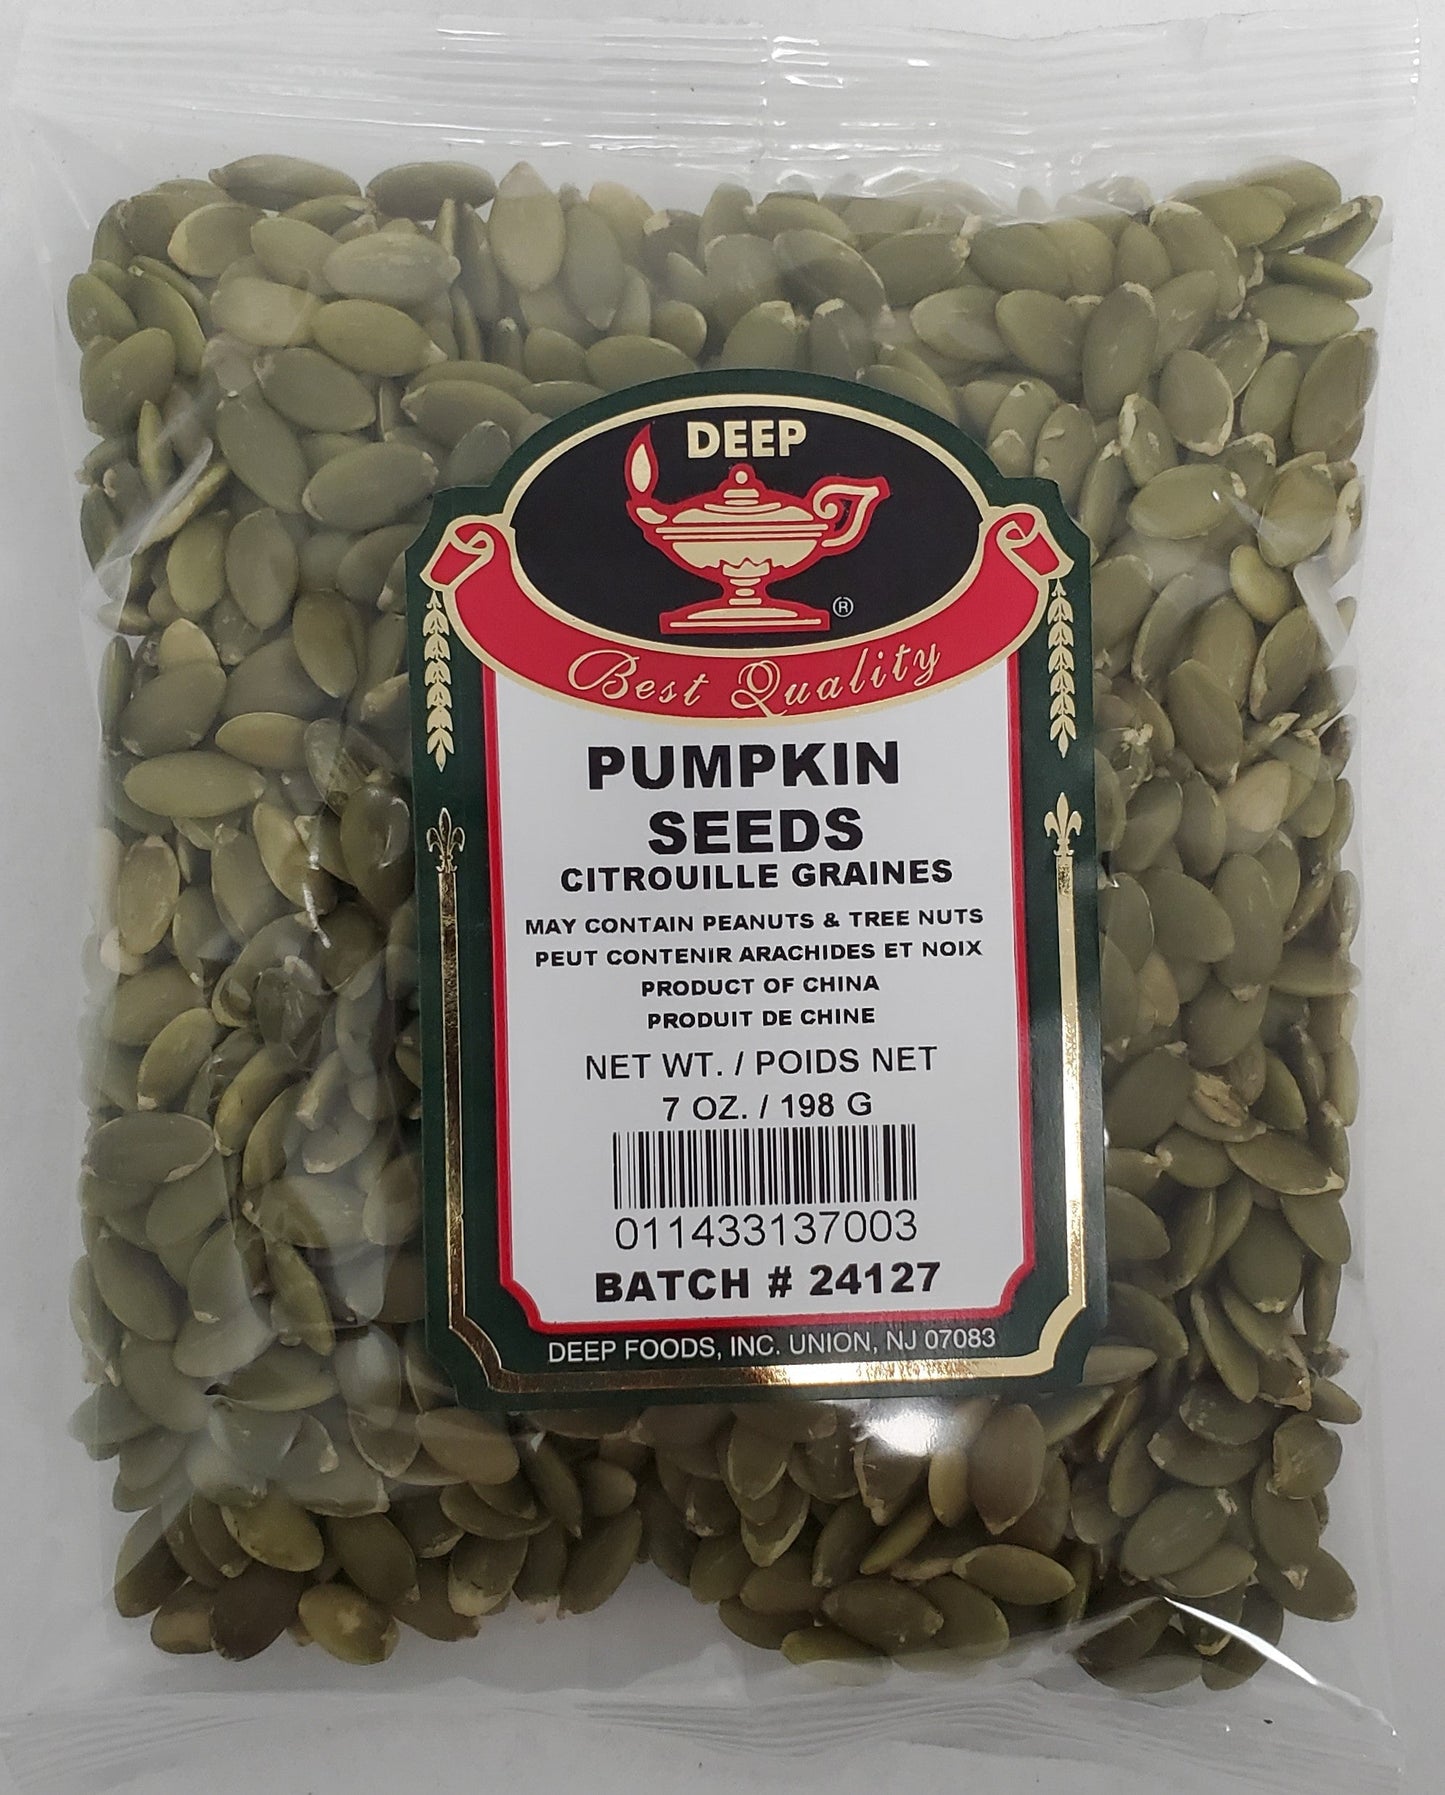 DEEP
®
Best Quality
PUMPKIN
SEEDS
CITROUILLE GRAINES
MAY CONTAIN PEANUTS & TREE NUTS
PEUT CONTENIR ARACHIDES ET NOIX
PRODUCT OF CHINA
PRODUIT DE CHINE
NET WT. / POIDS NET
7 OZ. / 198 G
011433137003
BATCH # 24127
DEEP FOODS, INC. UNION, NJ 07083